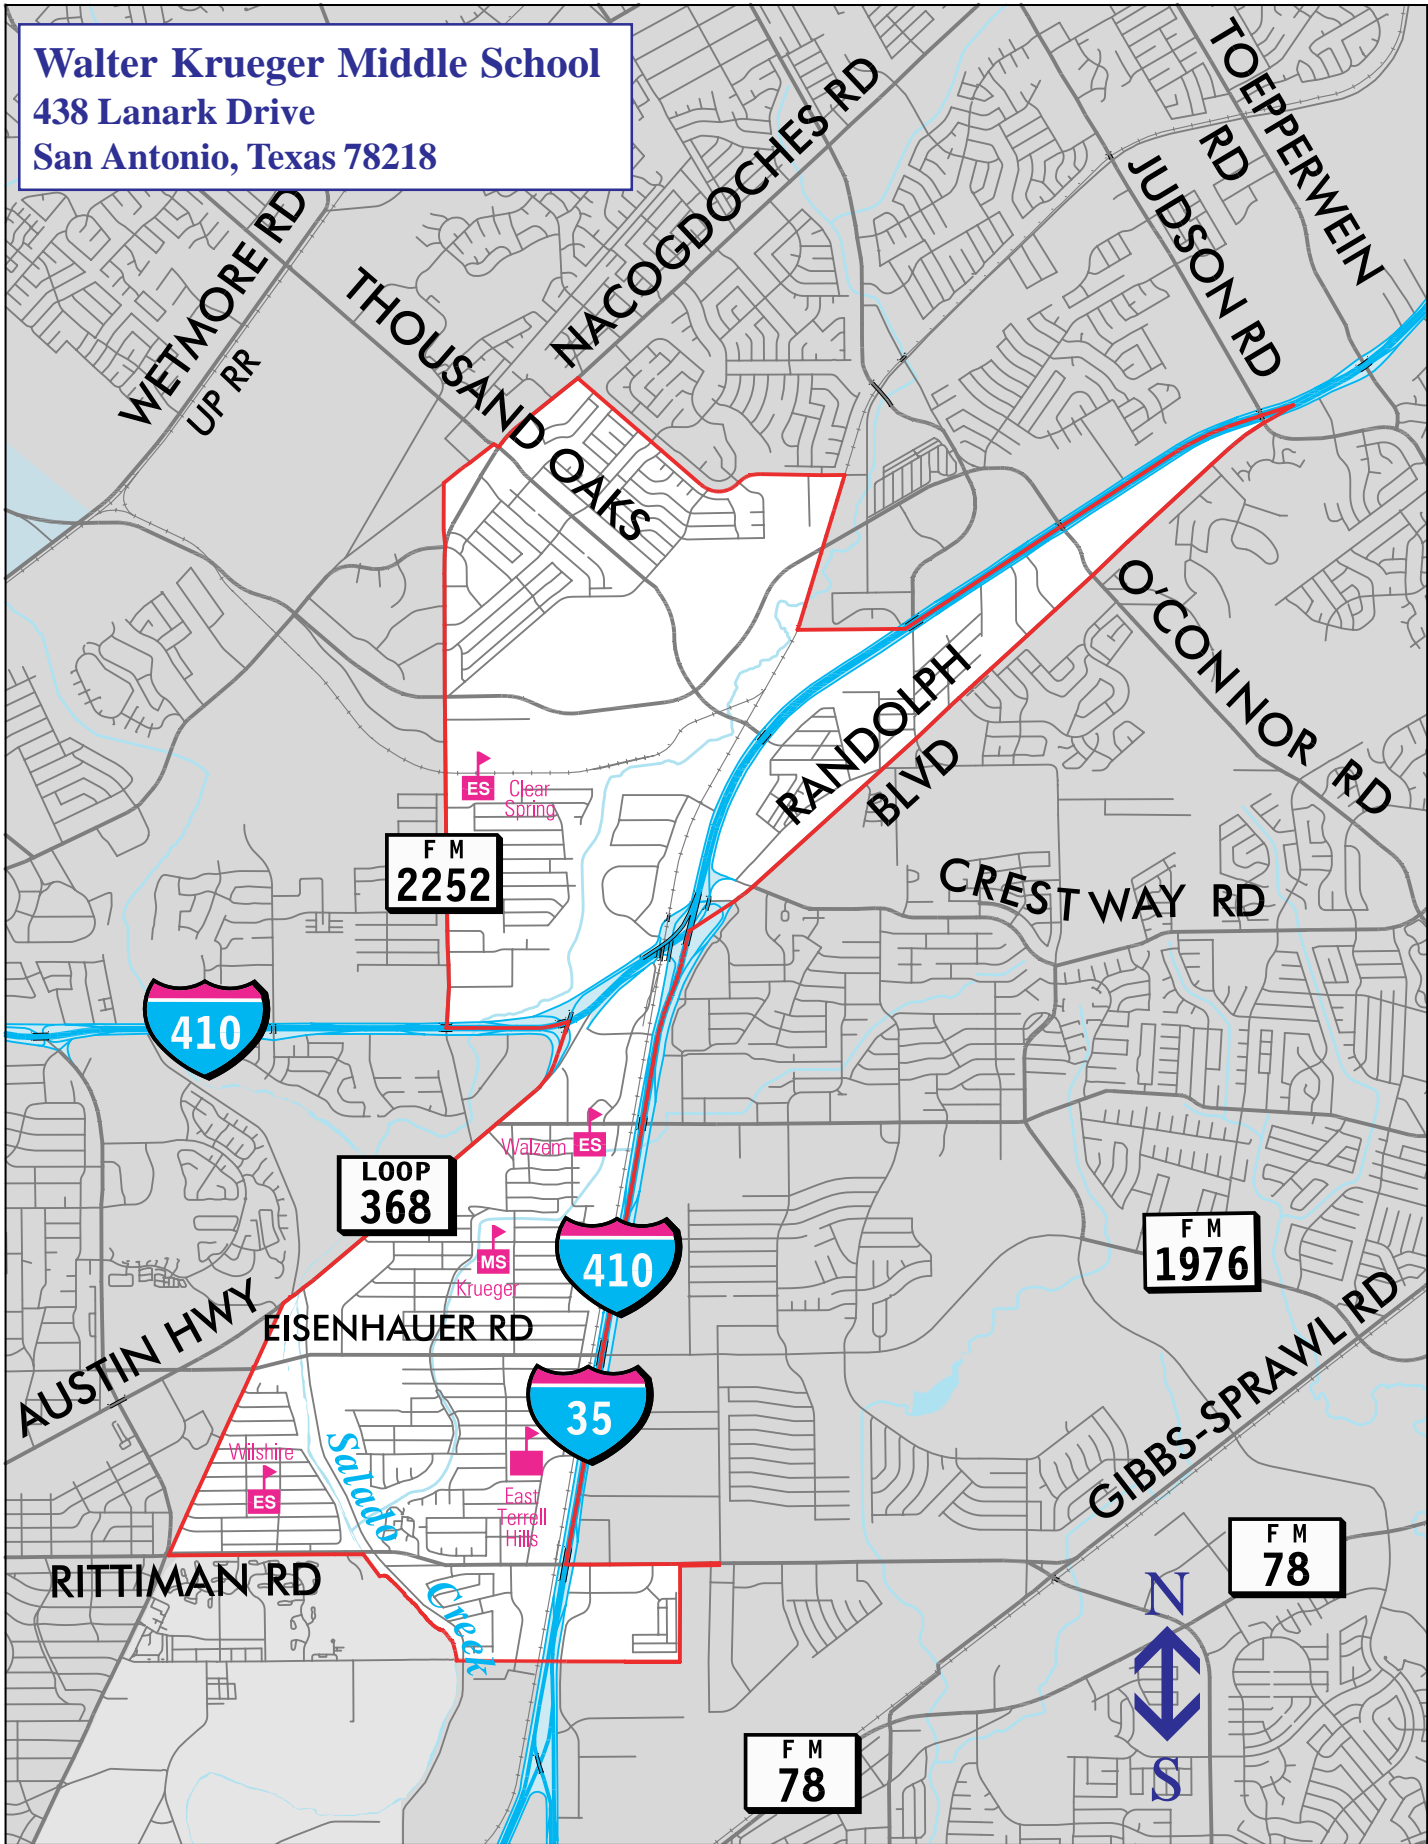 Walter Krueger Middle School
438 Lanark Drive
San Antonio, Texas 78218
TOEPPERWEIN
RD
JUDSON RD
NACOGDOCHES RD
WETMORE RD
UP RR
THOUSAND OAKS
O'CONNOR RD
RANDOLPH
BLVD
ES
Clear
Spring
F M
2252
CRESTWAY RD
410
Walzem
ES
LOOP
368
MS
Krueger
410
F M
1976
AUSTIN HWY
EISENHAUER RD
35
GIBBS-SPRAWL RD
Wilshire
ES
Salado
Creek
East
Terrell
Hills
RITTIMAN RD
F M
78
N
S
F M
78